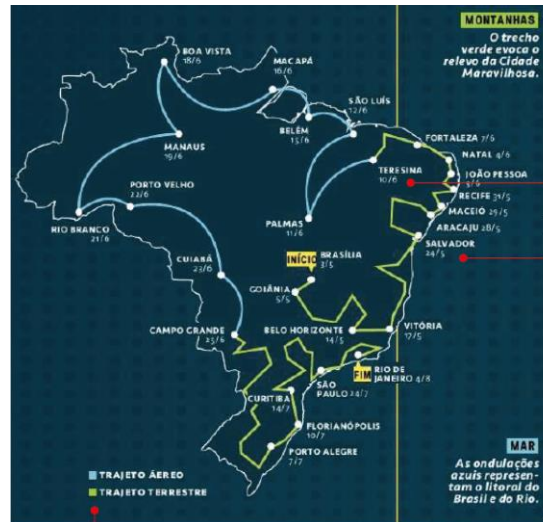 MONTANHAS
O trecho
verde evoca o
relevo da Cidade
Maravilhosa.
BOA VISTA
18/6
MACAPÁ
16/6
SÃO LUÍS
12/6
BELÉM
15/6
FORTALEZA 7/6
MANAUS
19/6
TERESINA
10/6
NATAL 4/6
JOÃO PESSOA
/6
RECIFE 31/5
PORTO VELHO
22/6
MACEIÓ 29/5
RIO BRANCO
21/6
PALMAS
11/6
ARACAJU 28/5
SALVADOR
24/5
INÍCIO
BRASÍLIA
3/5
CUIABÁ
23/6
GOIÂNIA
5/5
CAMPO GRANDE
25/6
BELO HORIZONTE
14/5
VITÓRIA
17/5
FIM
RIO DE
JANEIRO 4/8
SÃO
PAULO 24/7
CURITIBA
14/7
FLORIANÓPOLIS
10/7
PORTO ALEGRE
7/7
MAR
As ondulações
azuis represen-
tam o litoral do
Brasil e do Rio.
TRAJETO ÁEREO
TRAJETO TERRESTRE